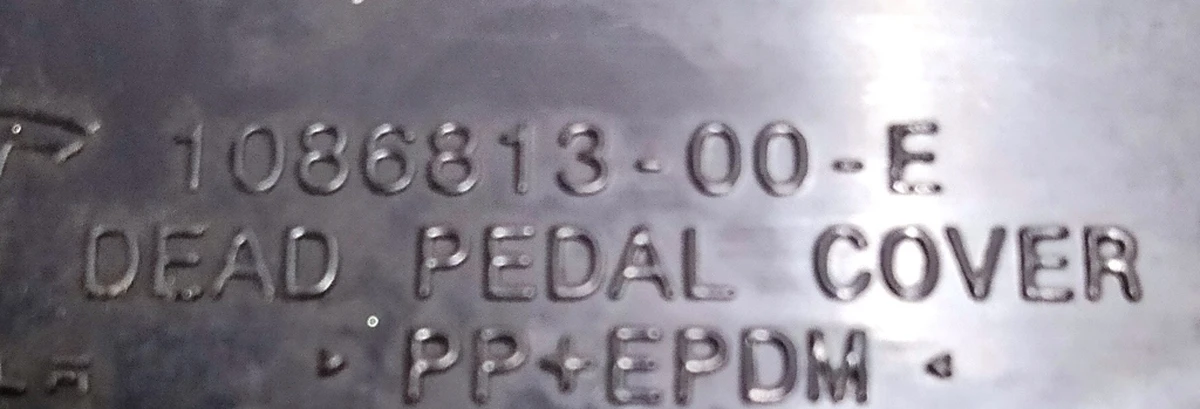 1086813-00-E
DEAD PEDAL COVER
▸ PP+EPDM ◂